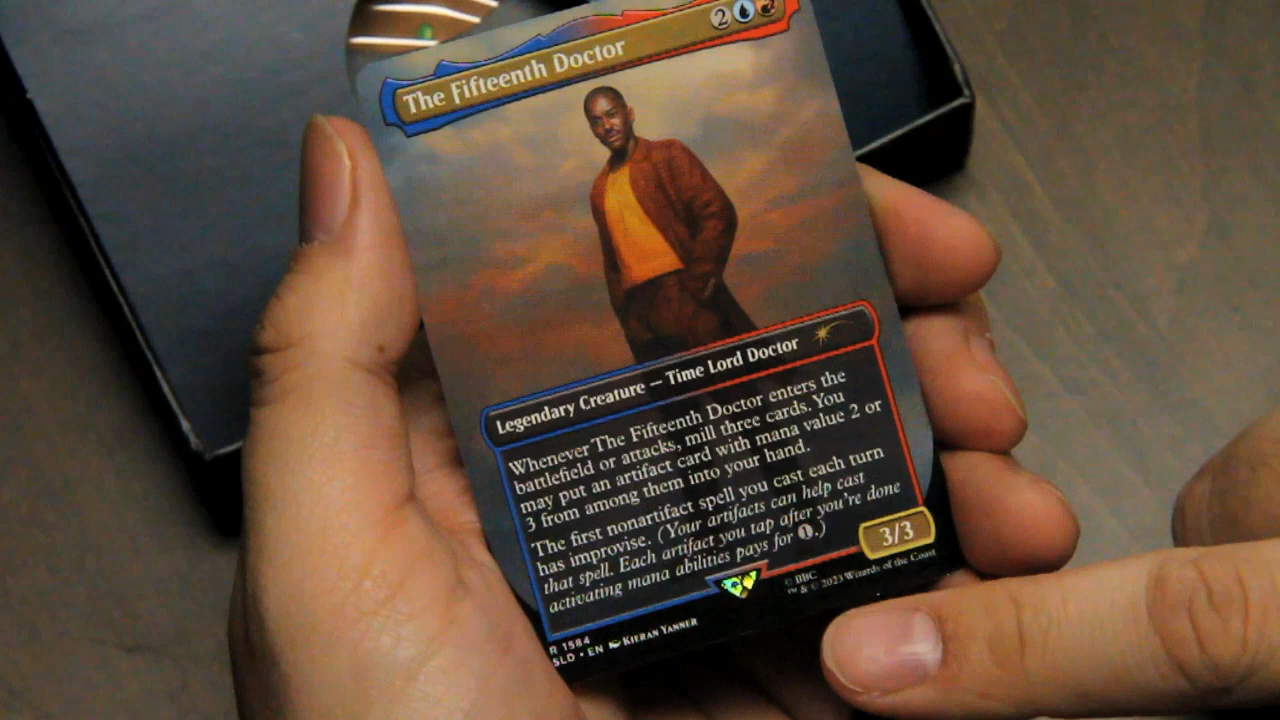 The Fifteenth Doctor 2
Legendary Creature — Time Lord Doctor
Whenever The Fifteenth Doctor enters the
battlefield or attacks, mill three cards. You
may put an artifact card with mana value 2 or
3 from among them into your hand.
The first nonartifact spell you cast each turn
has improvise. (Your artifacts can help cast
that spell. Each artifact you tap after you're done
activating mana abilities pays for 1.)
3/3
R 1584
SLD • EN KIERAN YANNER
© BBC
™ & © 2023 Wizards of the Coast